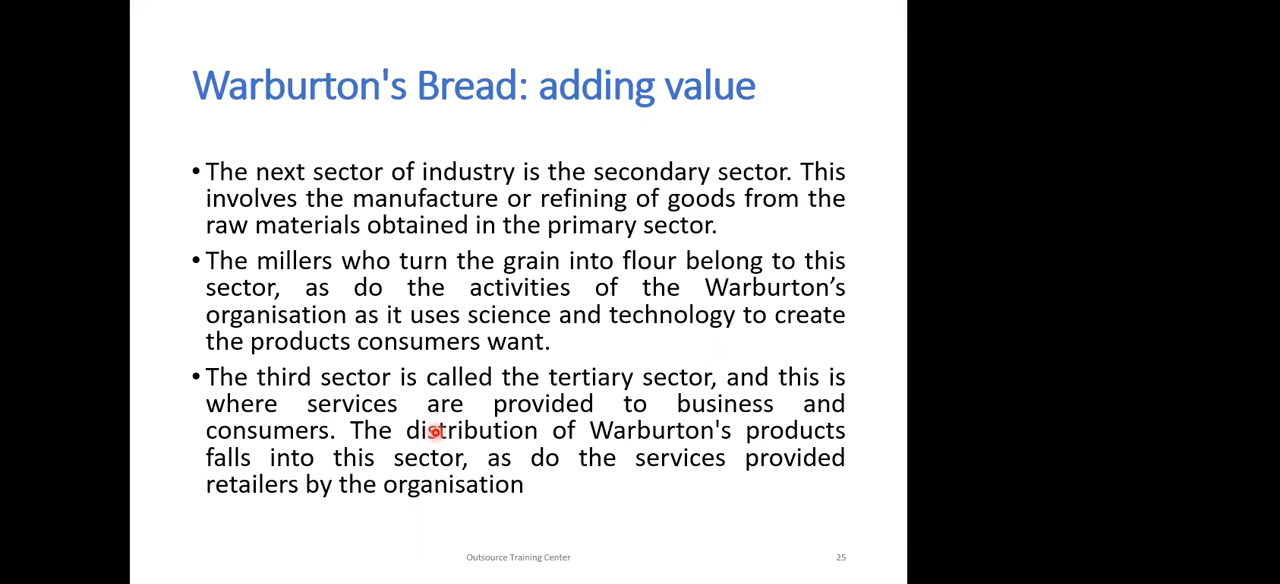 Warburton's Bread: adding value
•The next sector of industry is the secondary sector. This
involves the manufacture or refining of goods from the
raw materials obtained in the primary sector.
•The millers who turn the grain into flour belong to this
sector, as do the activities of the Warburton’s
organisation as it uses science and technology to create
the products consumers want.
•The third sector is called the tertiary sector, and this is
where services are provided to business and
consumers. The distribution of Warburton's products
falls into this sector, as do the services provided
retailers by the organisation
Outsource Training Center
25